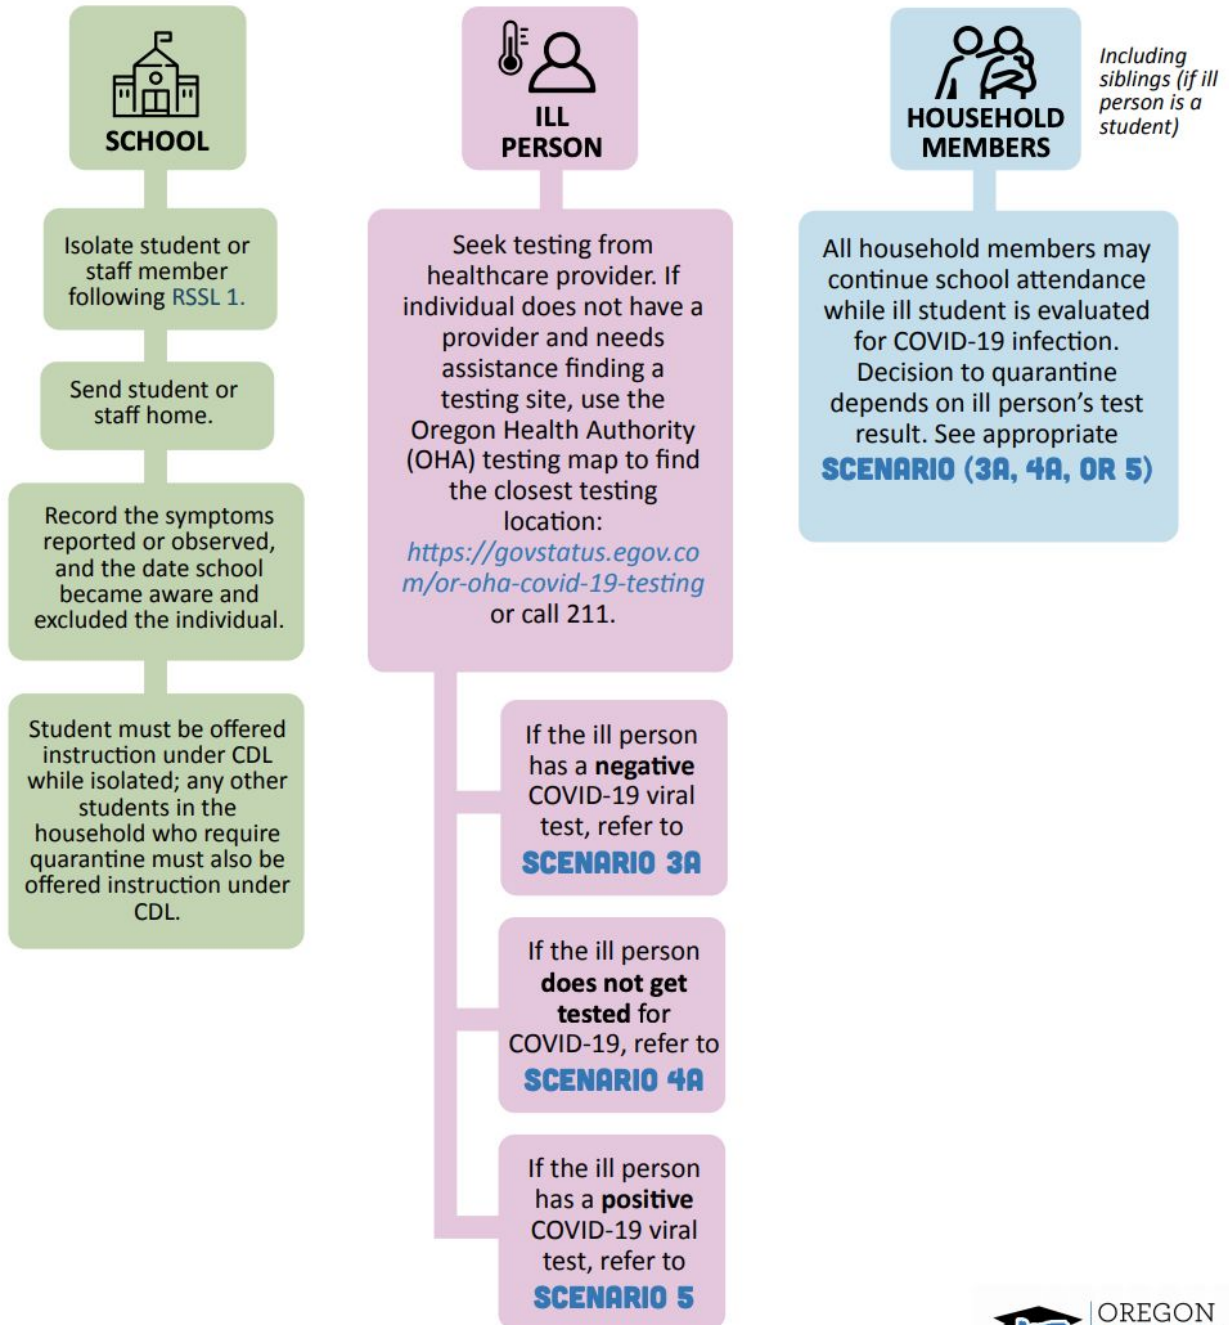 SCHOOL
Isolate student or
staff member
following RSSL 1.
Send student or
staff home.
Record the symptoms
reported or observed,
and the date school
became aware and
excluded the individual.
Student must be offered
instruction under CDL
while isolated; any other
students in the
household who require
quarantine must also be
offered instruction under
CDL.
ILL
PERSON
Seek testing from
healthcare provider. If
individual does not have a
provider and needs
assistance finding a
testing site, use the
Oregon Health Authority
(OHA) testing map to find
the closest testing
location:
https://govstatus.egov.co
m/or-oha-covid-19-testing
or call 211.
If the ill person
has a negative
COVID-19 viral
test, refer to
SCENARIO 3A
If the ill person
does not get
tested for
COVID-19, refer to
SCENARIO 4A
If the ill person
has a positive
COVID-19 viral
test, refer to
SCENARIO 5
HOUSEHOLD
MEMBERS
Including
siblings (if ill
person is a
student)
All household members may
continue school attendance
while ill student is evaluated
for COVID-19 infection.
Decision to quarantine
depends on ill person's test
result. See appropriate
SCENARIO (3A, 4A, OR 5)
OREGON